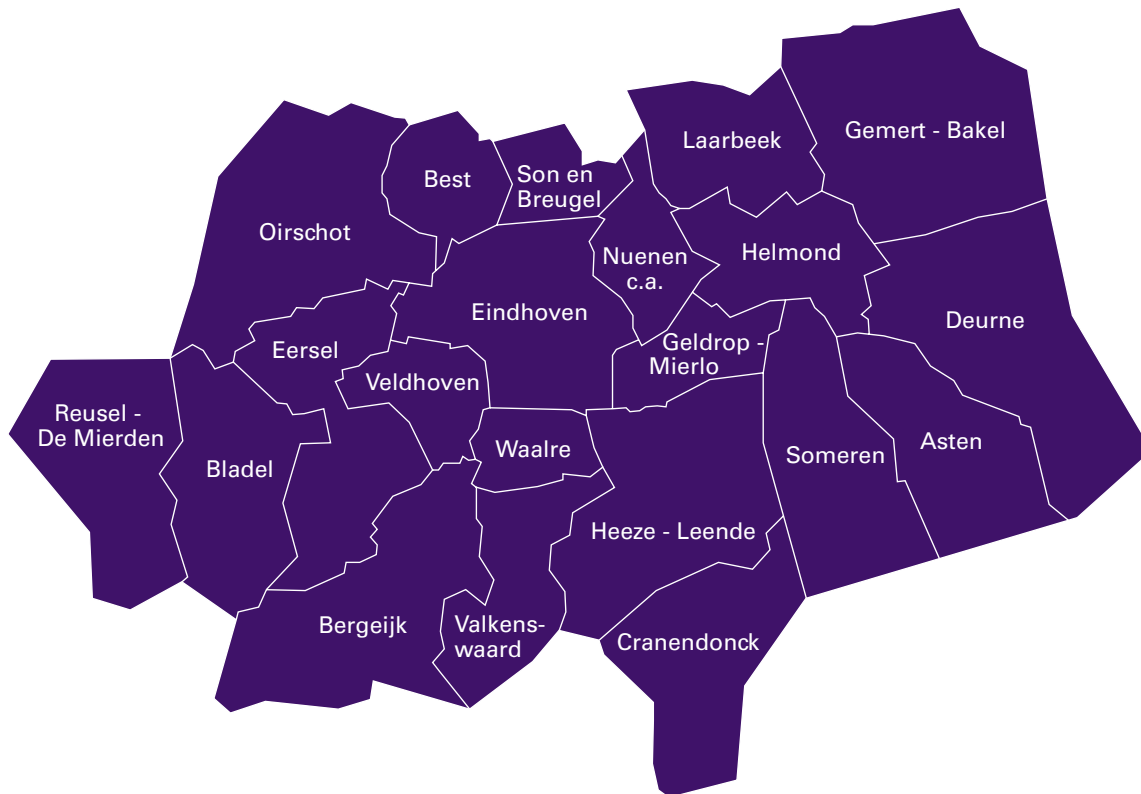 Gemert - Bakel
Laarbeek
Best
Son en
Breugel
Oirschot
Nuenen
c.a.
Helmond
Eindhoven
Deurne
Eersel
Geldrop -
Mierlo
Veldhoven
Reusel -
De Mierden
Bladel
Waalre
Someren
Asten
Heeze - Leende
Bergeijk
Valkens-
waard
Cranendonck